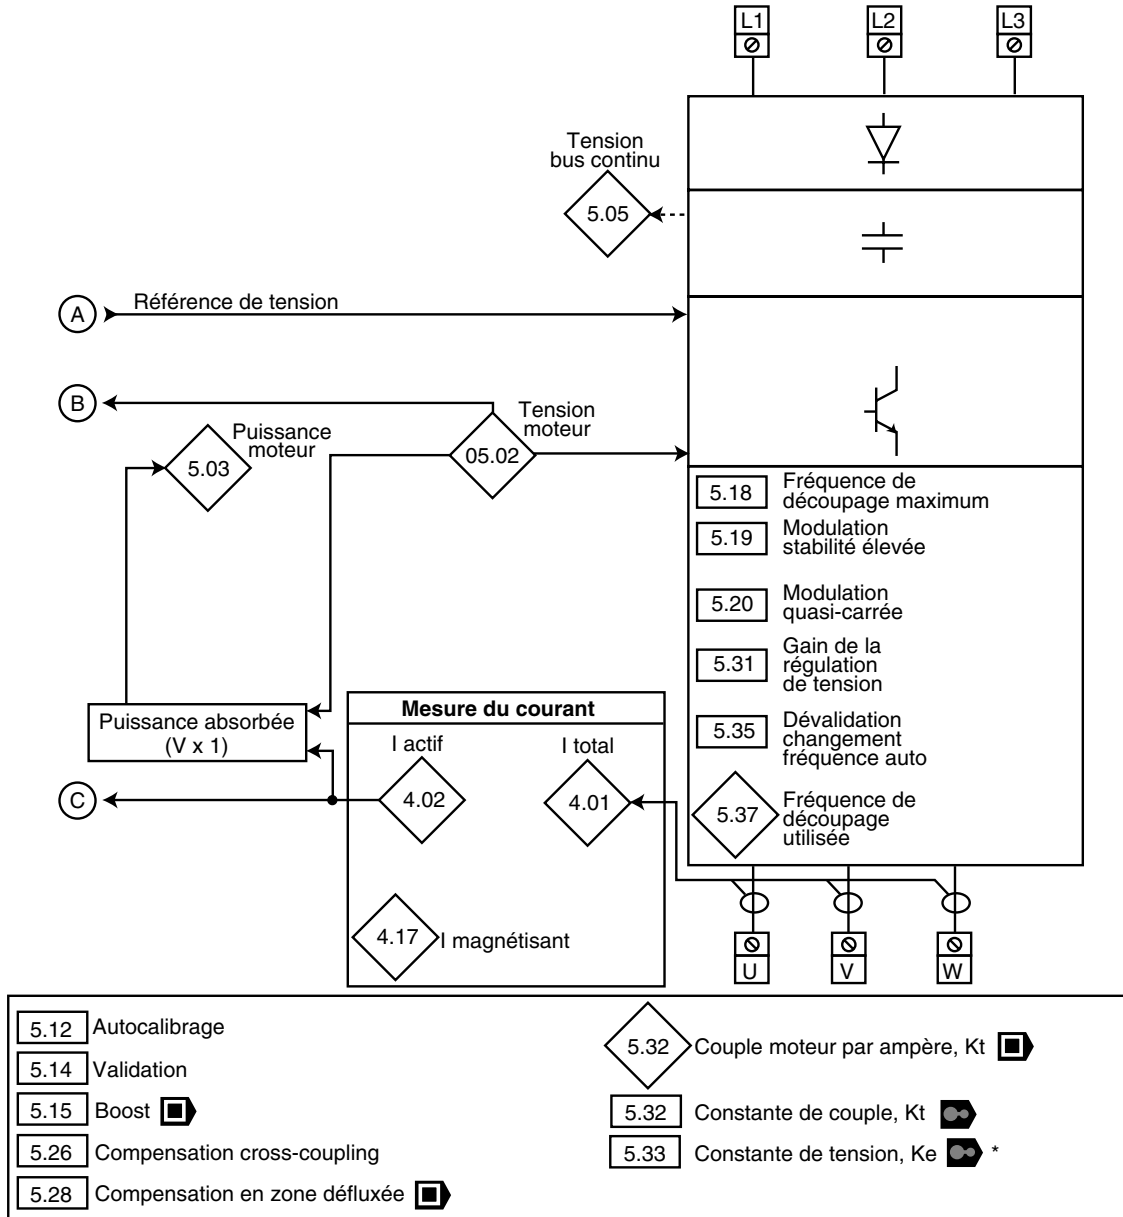 L1
L2
L3
Tension
bus continu
5.05
A
Référence de tension
B
Puissance
moteur
5.03
Tension
moteur
05.02
5.18
Fréquence de
découpage maximum
5.19
Modulation
stabilité élevée
5.20
Modulation
quasi-carrée
5.31
Gain de la
régulation
de tension
5.35
Dévalidation
changement
fréquence auto
5.37
Fréquence de
découpage
utilisée
Puissance absorbée
(V x 1)
Mesure du courant
I actif
I total
C
4.02
4.01
4.17
I magnétisant
U
V
W
5.12 Autocalibrage
5.14 Validation
5.15 Boost
5.26 Compensation cross-coupling
5.28 Compensation en zone défluxée
5.32 Couple moteur par ampère, Kt
5.32 Constante de couple, Kt
5.33 Constante de tension, Ke *